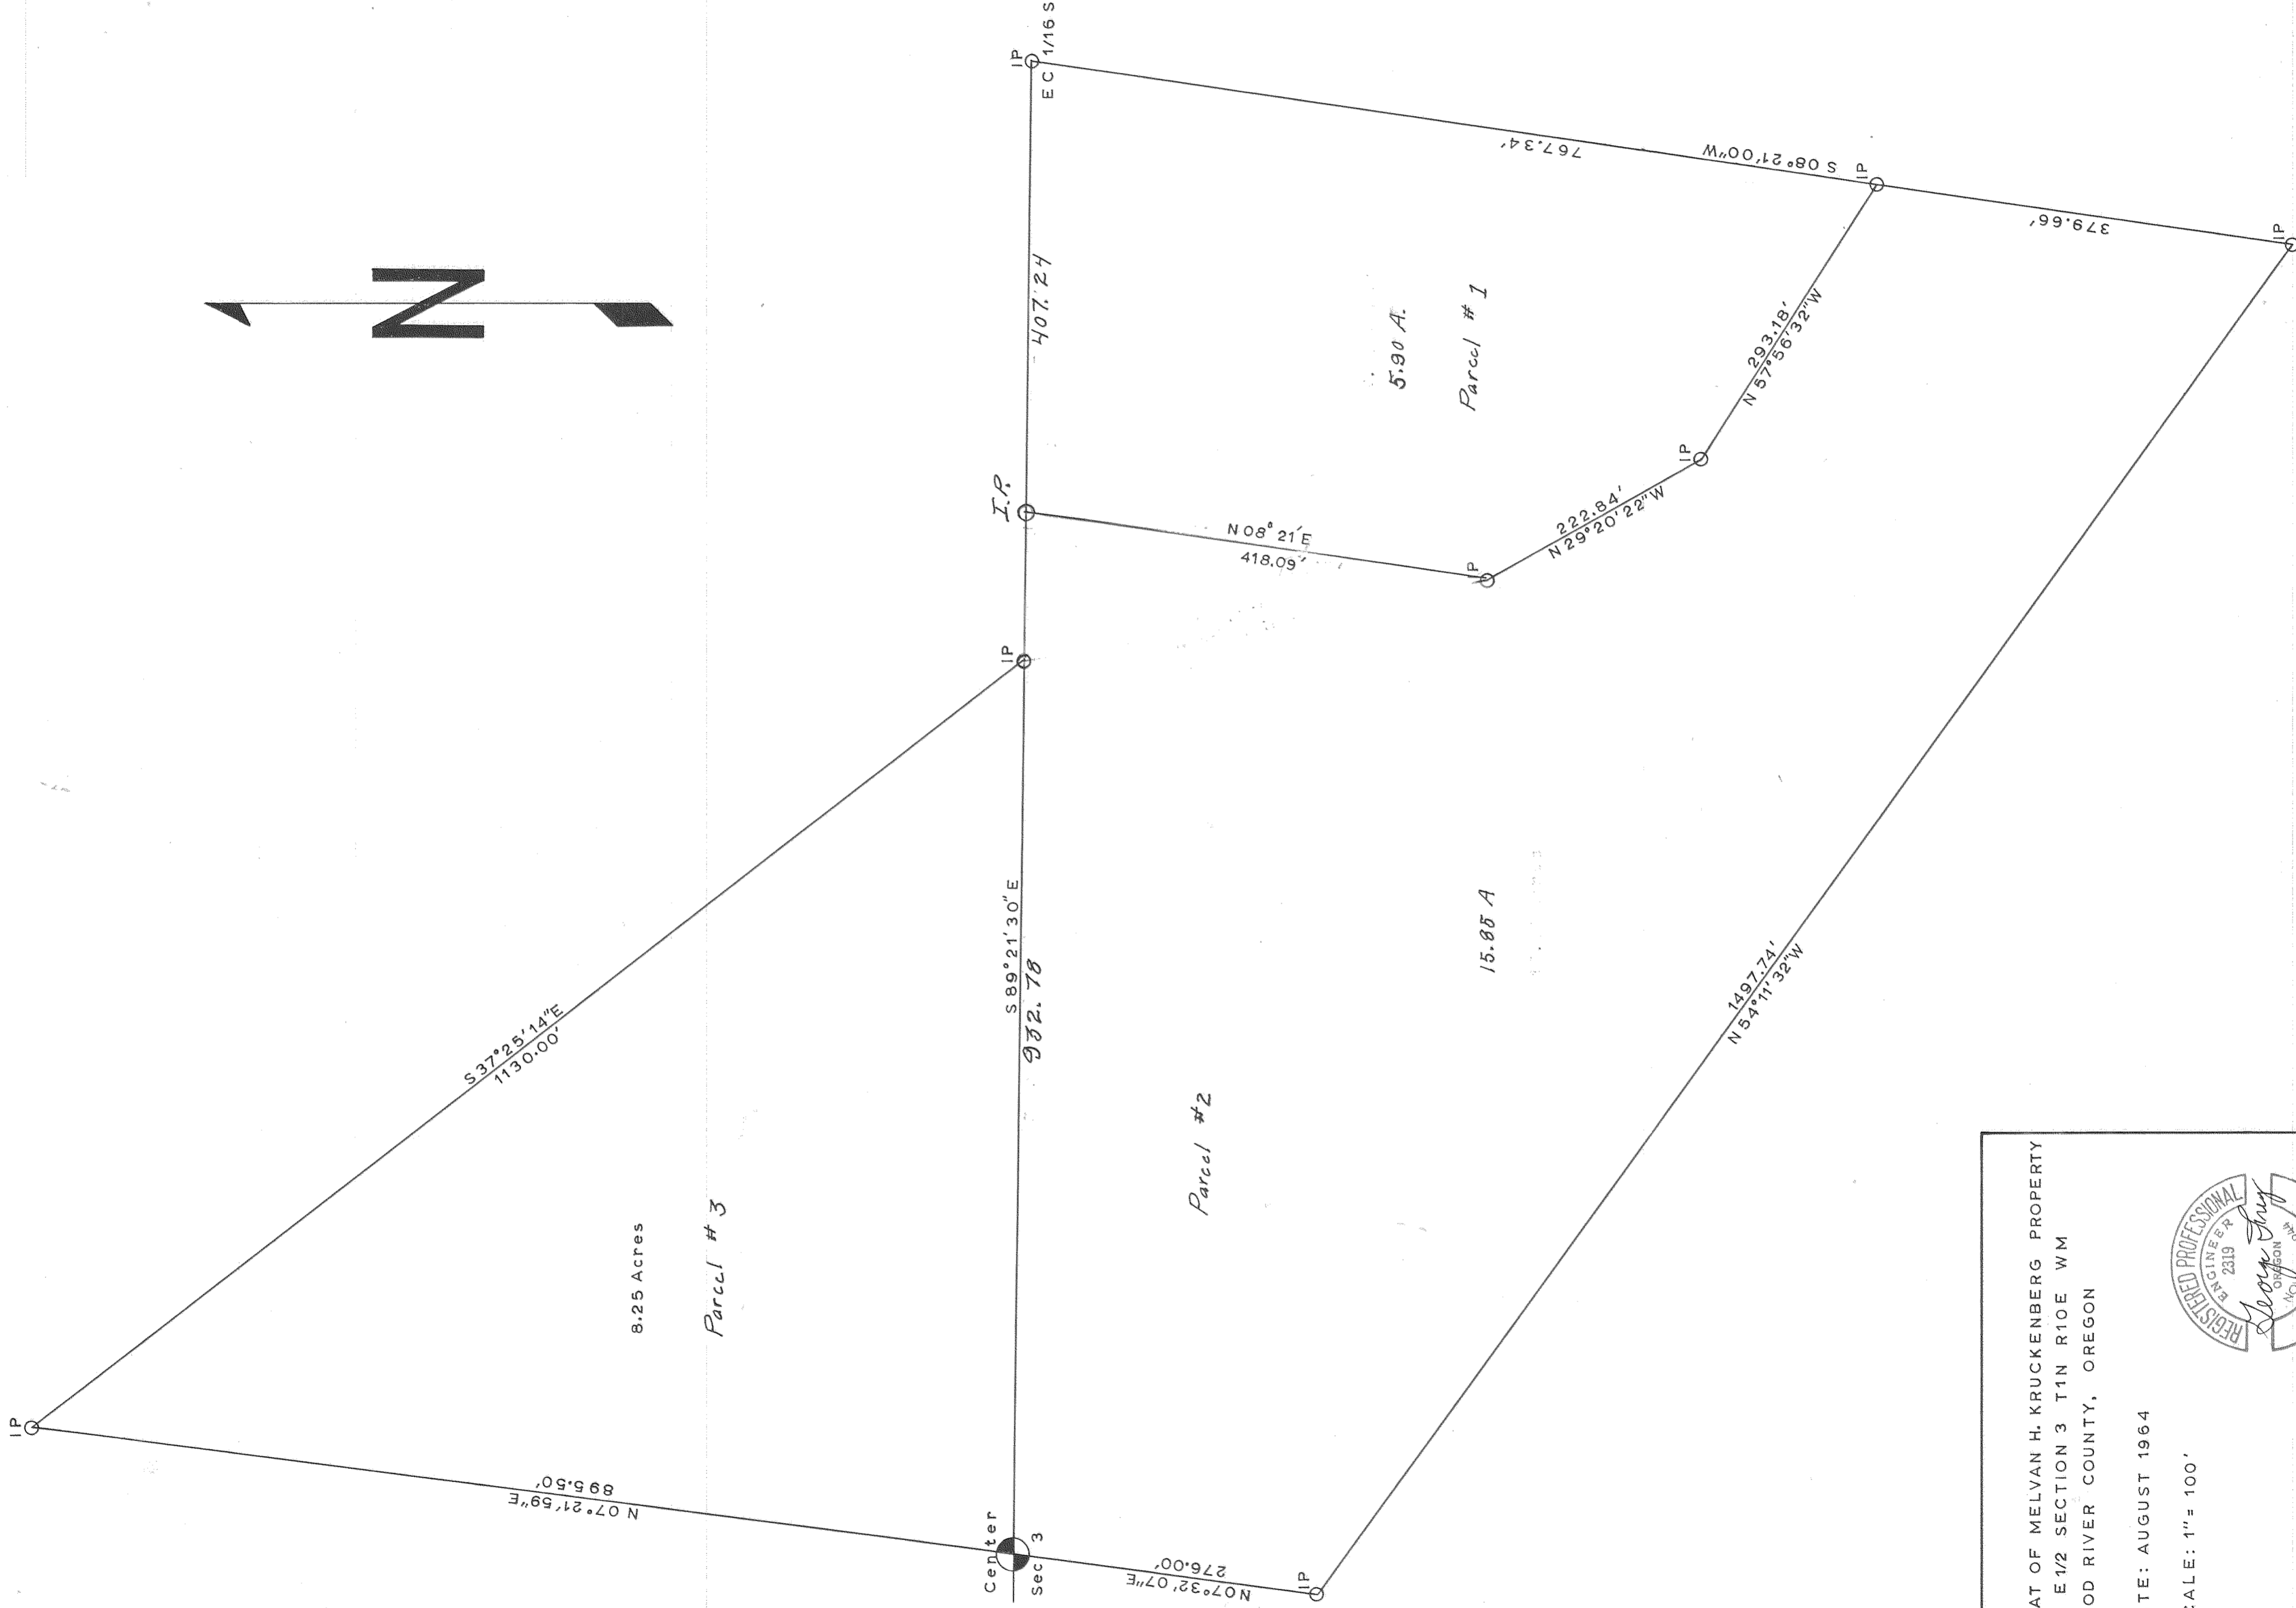 IP
S 37°25'14"E
1130.00'
N 07°21'59"E
895.50'
8.25 Acres
Parcel # 3
Center
Sec 3
S 89°21'30"E
932.78
IP
I.P.
407.24
IP
E C 1/16 S
N 08° 21' E
418.09'
5.90 A.
Parcel # 1
767.34'
S 08°21'00"W
IP
222.84'
N 29°20'22"W
IP
293.18'
N 57°56'32"W
IP
379.66'
IP
N07°32'07"E
276.00'
IP
Parcel #2
15.85 A
1497.74'
N 54°11'32"W
AT OF MELVAN H. KRUCKENBERG PROPERTY
E 1/2 SECTION 3 T1N R10E WM
OD RIVER COUNTY, OREGON
TE: AUGUST 1964
CALE: 1"= 100'
REGISTERED PROFESSIONAL
ENGINEER
2319
OREGON